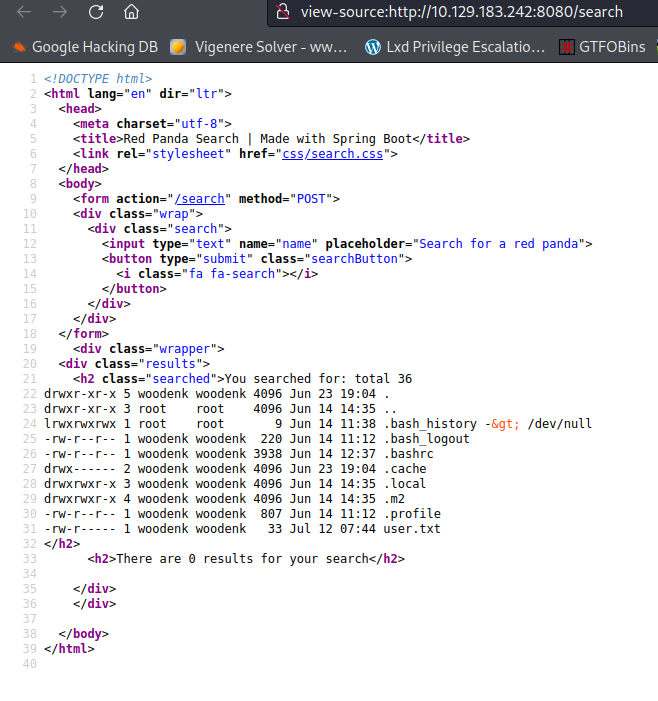 view-source:http://10.129.183.242:8080/search
Google Hacking DB Vigenere Solver - ww… Lxd Privilege Escalatio… GTFOBins
1 <!DOCTYPE html>
2 <html lang="en" dir="ltr">
3   <head>
4     <meta charset="utf-8">
5     <title>Red Panda Search | Made with Spring Boot</title>
6     <link rel="stylesheet" href="css/search.css">
7   </head>
8   <body>
9     <form action="/search" method="POST">
10     <div class="wrap">
11       <div class="search">
12         <input type="text" name="name" placeholder="Search for a red panda">
13         <button type="submit" class="searchButton">
14           <i class="fa fa-search"></i>
15         </button>
16       </div>
17     </div>
18   </form>
19     <div class="wrapper">
20   <div class="results">
21     <h2 class="searched">You searched for: total 36
22 drwxr-xr-x 5 woodenk woodenk 4096 Jun 23 19:04 .
23 drwxr-xr-x 3 root    root    4096 Jun 14 14:35 ..
24 lrwxrwxrwx 1 root    root       9 Jun 14 11:38 .bash_history -&gt; /dev/null
25 -rw-r--r-- 1 woodenk woodenk  220 Jun 14 11:12 .bash_logout
26 -rw-r--r-- 1 woodenk woodenk 3938 Jun 14 12:37 .bashrc
27 drwx------ 2 woodenk woodenk 4096 Jun 23 19:04 .cache
28 drwxrwxr-x 3 woodenk woodenk 4096 Jun 14 14:35 .local
29 drwxrwxr-x 4 woodenk woodenk 4096 Jun 14 14:35 .m2
30 -rw-r--r-- 1 woodenk woodenk  807 Jun 14 11:12 .profile
31 -rw-r----- 1 woodenk woodenk   33 Jul 12 07:44 user.txt
32 </h2>
33       <h2>There are 0 results for your search</h2>
34
35     </div>
36     </div>
37
38   </body>
39 </html>
40